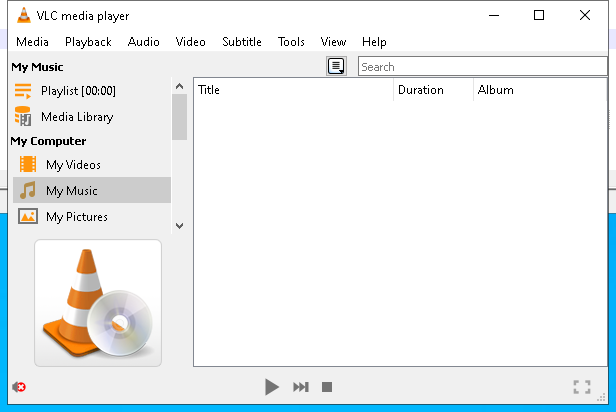 VLC media player
Media Playback Audio Video Subtitle Tools View Help
My Music
Search
Playlist [00:00]
Title Duration Album
Media Library
My Computer
My Videos
My Music
My Pictures